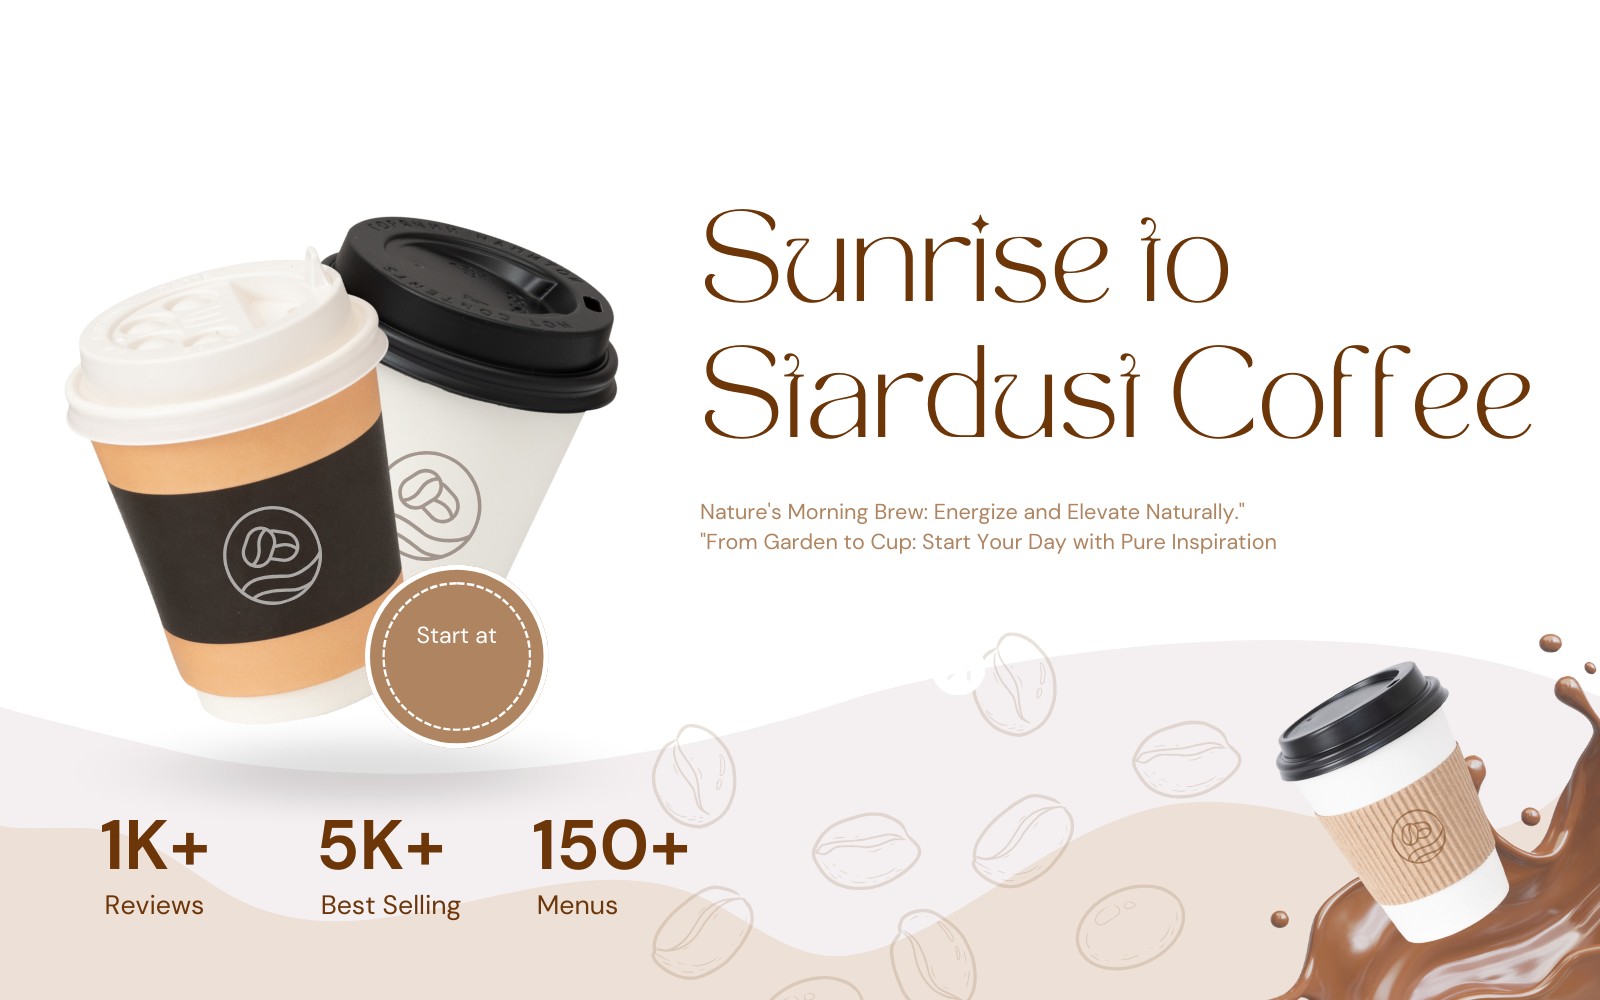 Sunrise to
Stardust Coffee
Nature's Morning Brew: Energize and Elevate Naturally."
"From Garden to Cup: Start Your Day with Pure Inspiration
Start at
1K+
5K+
150+
Reviews
Best Selling
Menus